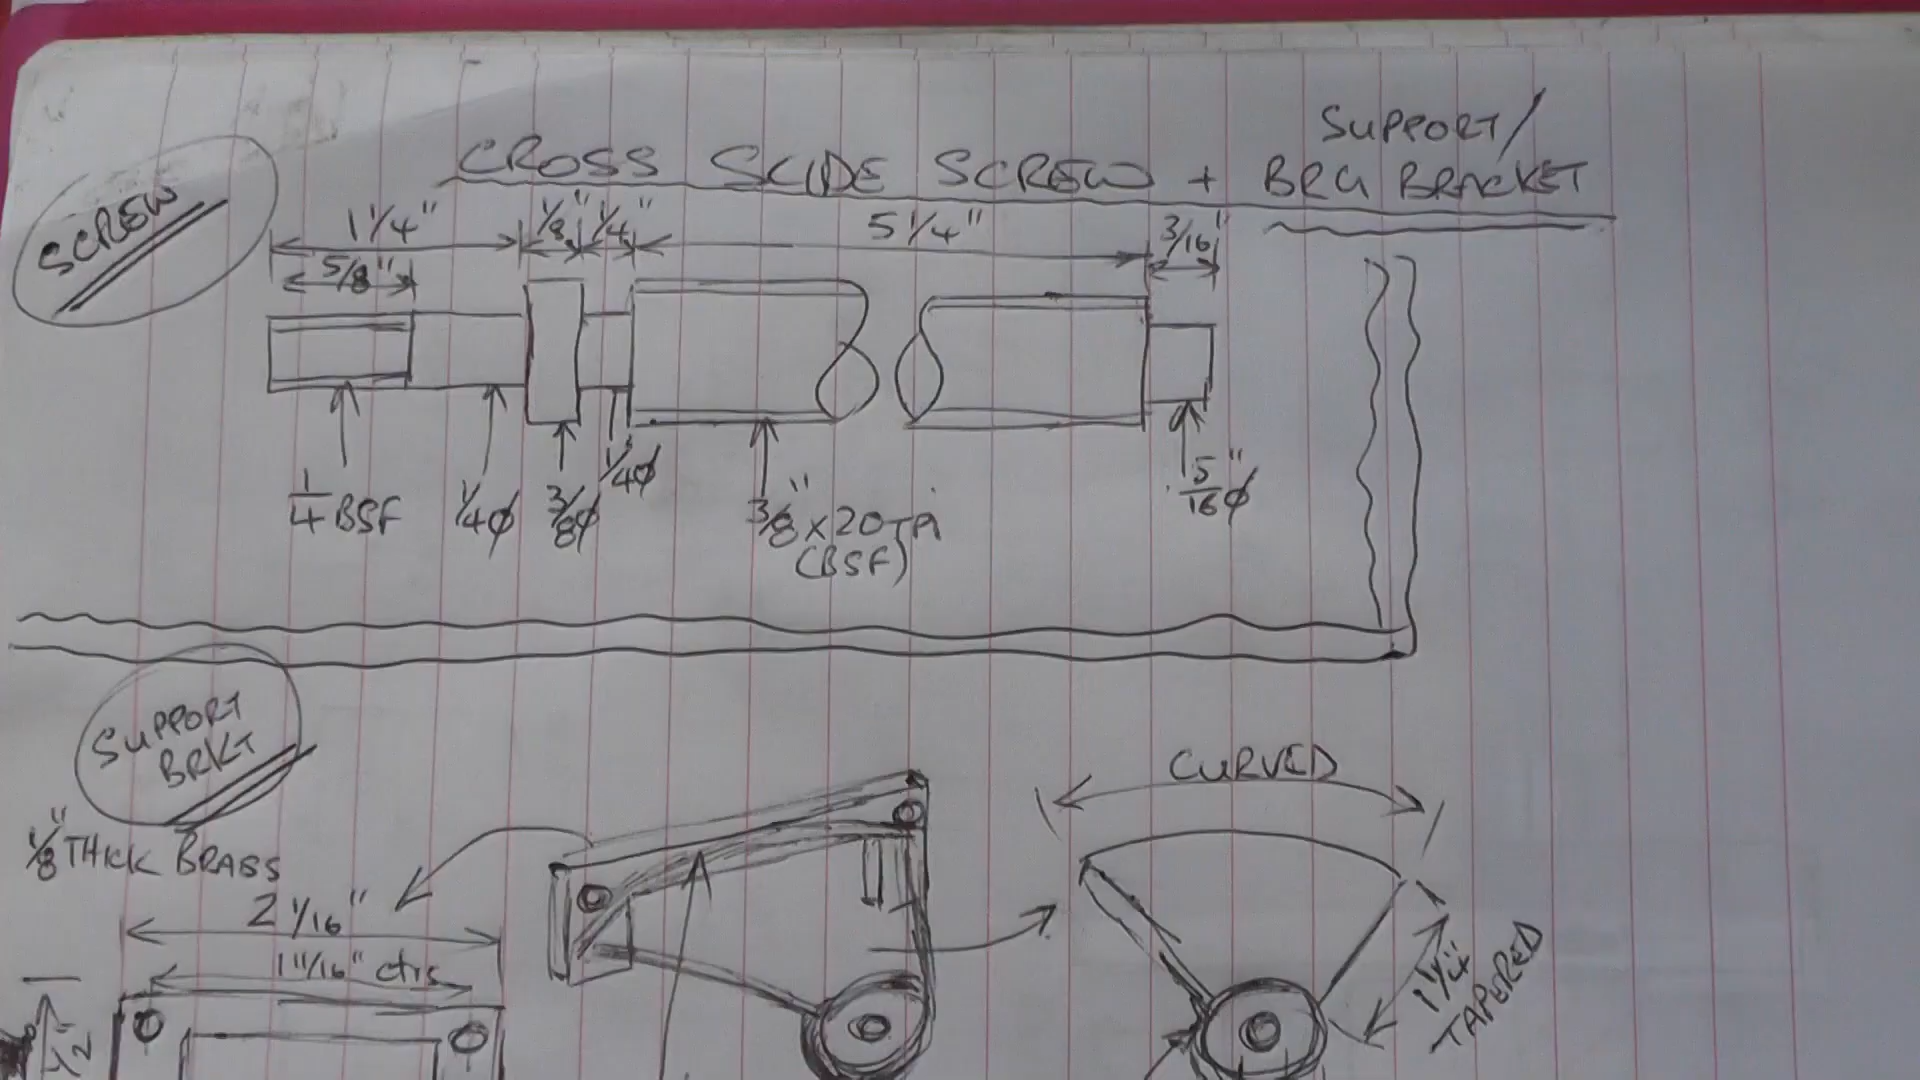 SUPPORT/
CROSS SLIDE SCREW + BRG BRACKET
SCREW
1 1/4" 1/8" 1/4" 5 1/4" 3/16"
5/8"
1/4 BSF 1/4Ø 3/8Ø 1/4Ø 3/8" x 20 TPi 5/16"Ø
(BSF)
SUPPORT
BRKT
CURVED
1/8" THICK BRASS
2 1/16"
1 11/16" ctrs
1 1/4"
TAPERED
1/2"